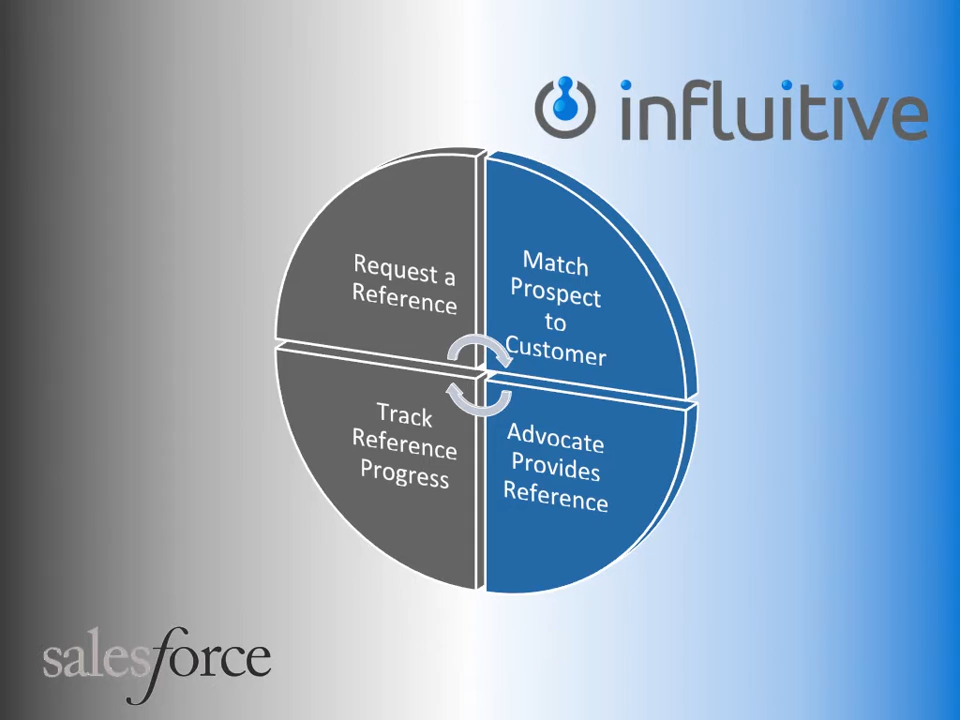 influitive
Request a
Reference
Match
Prospect
to
Customer
Track
Reference
Progress
Advocate
Provides
Reference
salesforce